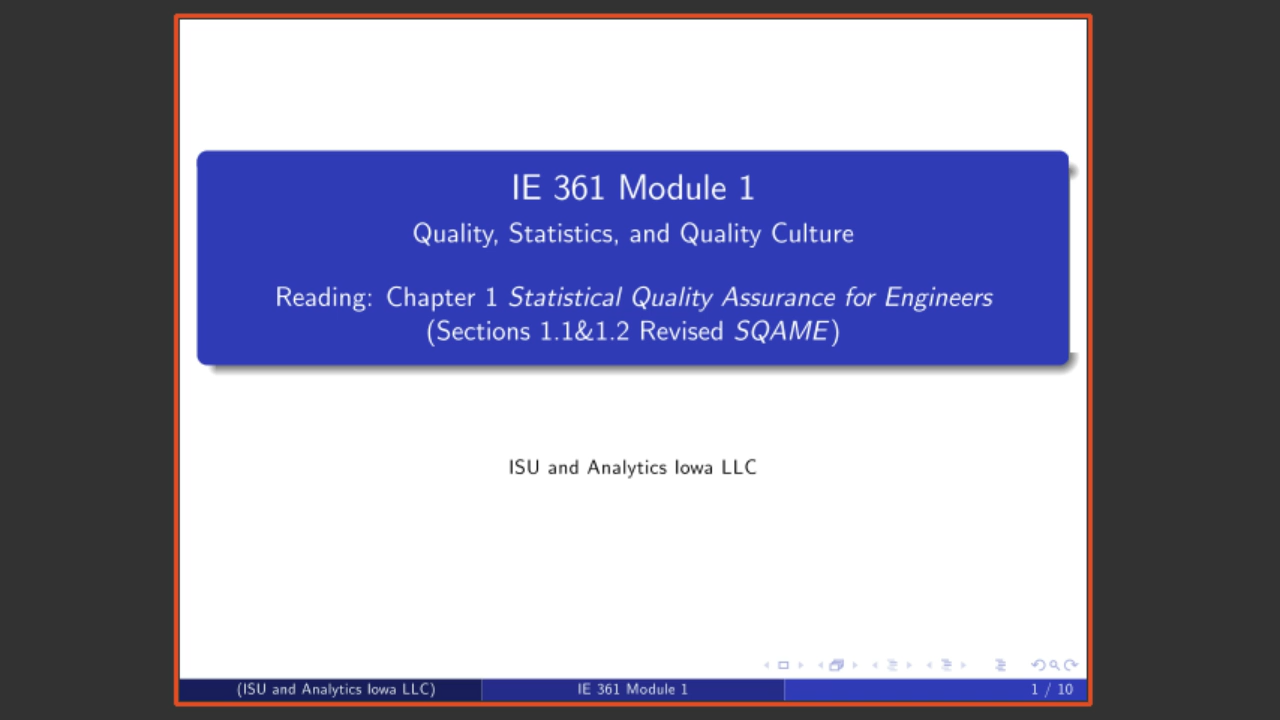 IE 361 Module 1
Quality, Statistics, and Quality Culture
Reading: Chapter 1 Statistical Quality Assurance for Engineers
(Sections 1.1&1.2 Revised SQAME)
ISU and Analytics Iowa LLC
(ISU and Analytics Iowa LLC)
IE 361 Module 1
1 / 10